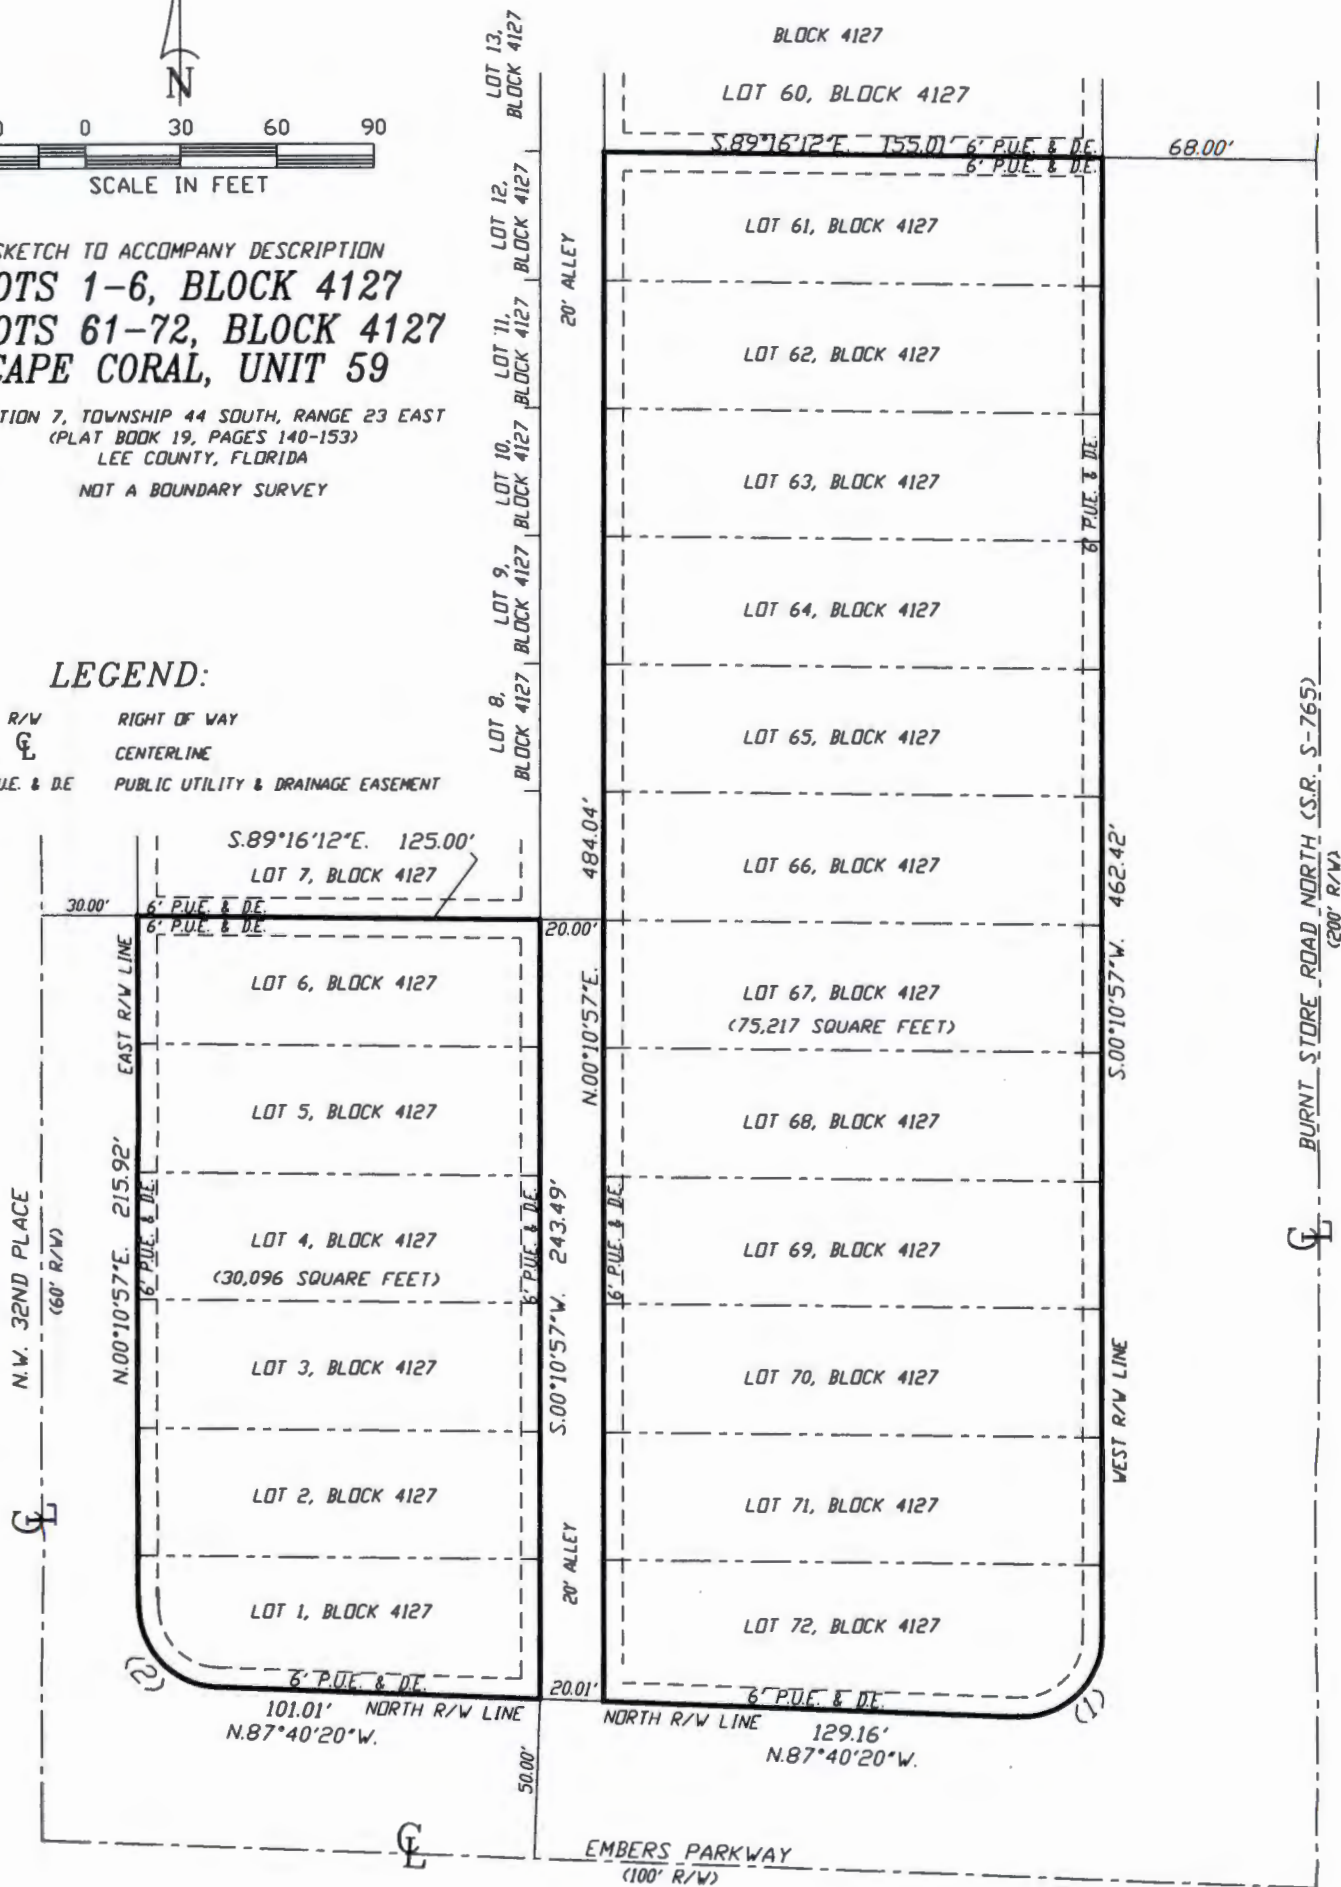 N
0
30
60
90
SCALE IN FEET
SKETCH TO ACCOMPANY DESCRIPTION
OTS 1-6, BLOCK 4127
OTS 61-72, BLOCK 4127
CAPE CORAL, UNIT 59
TION 7, TOWNSHIP 44 SOUTH, RANGE 23 EAST
(PLAT BOOK 19, PAGES 140-153)
LEE COUNTY, FLORIDA
NOT A BOUNDARY SURVEY
LEGEND:
R/W RIGHT OF WAY
CL CENTERLINE
U.E. & D.E PUBLIC UTILITY & DRAINAGE EASEMENT
LOT 13,
BLOCK 4127
LOT 12,
BLOCK 4127
LOT 11,
BLOCK 4127
LOT 10,
BLOCK 4127
LOT 9,
BLOCK 4127
LOT 8,
BLOCK 4127
20' ALLEY
BLOCK 4127
LOT 60, BLOCK 4127
S.89°16'12"E. 155.01' 6' P.U.E. & D.E.
6' P.U.E. & D.E.
68.00'
LOT 61, BLOCK 4127
LOT 62, BLOCK 4127
LOT 63, BLOCK 4127
6' P.U.E. & D.E.
LOT 64, BLOCK 4127
LOT 65, BLOCK 4127
LOT 66, BLOCK 4127
LOT 67, BLOCK 4127
(75,217 SQUARE FEET)
LOT 68, BLOCK 4127
LOT 69, BLOCK 4127
LOT 70, BLOCK 4127
LOT 71, BLOCK 4127
LOT 72, BLOCK 4127
6' P.U.E. & D.E.
N.00°10'57"E. 484.04'
S.00°10'57"W. 462.42'
WEST R/W LINE
BURNT STORE ROAD NORTH (S.R. S-765)
(200' R/W)
CL
6' P.U.E. & D.E.
(1)
NORTH R/W LINE
129.16'
N.87°40'20"W.
S.89°16'12"E. 125.00'
LOT 7, BLOCK 4127
30.00'
6' P.U.E. & D.E.
6' P.U.E. & D.E.
20.00'
LOT 6, BLOCK 4127
LOT 5, BLOCK 4127
LOT 4, BLOCK 4127
(30,096 SQUARE FEET)
LOT 3, BLOCK 4127
LOT 2, BLOCK 4127
LOT 1, BLOCK 4127
EAST R/W LINE
N.00°10'57"E. 215.92'
6' P.U.E. & D.E.
6' P.U.E. & D.E.
S.00°10'57"W. 243.49'
20' ALLEY
N.W. 32ND PLACE
(60' R/W)
CL
(2)
6' P.U.E. & D.E.
20.01'
101.01' NORTH R/W LINE
N.87°40'20"W.
50.00'
CL
EMBERS PARKWAY
(100' R/W)